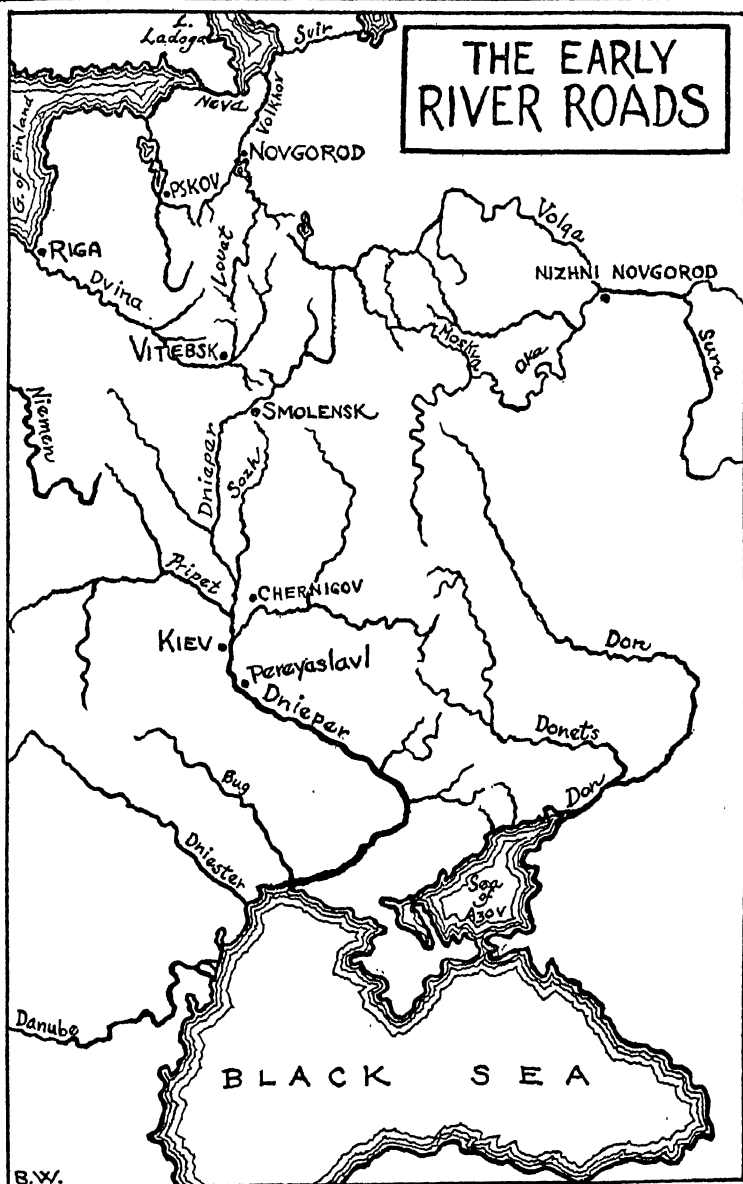 L.
Ladoga
Svir
THE EARLY
RIVER ROADS
Neva
Volkhov
G. of Finland
NOVGOROD
PSKOV
Volga
RIGA
Lovat
Dvina
NIZHNI NOVGOROD
VITEBSK
Moskva
Oka
Sura
Niemen
SMOLENSK
Dnieper
Sozh
Pripet
CHERNIGOV
KIEV
Don
Pereyaslavl
Dnieper
Donets
Bug
Don
Dniester
Sea
of
Azov
Danube
BLACK SEA
B.W.